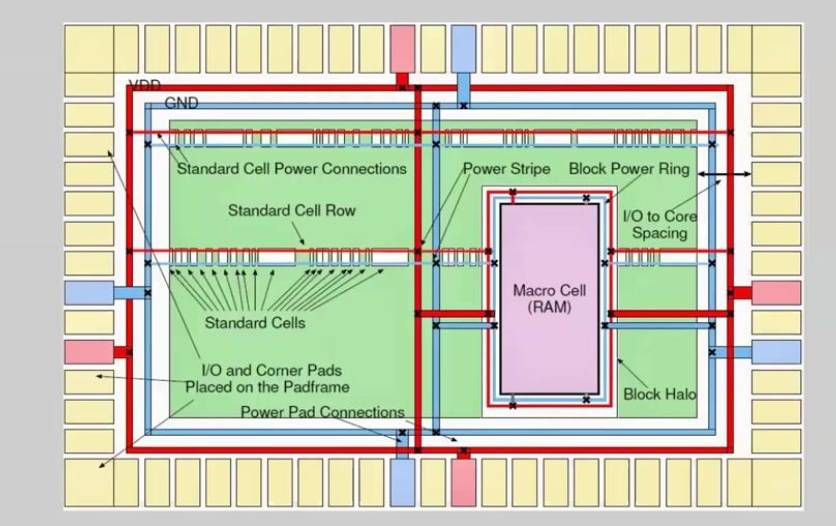 VDD
GND
Standard Cell Power Connections
Power Stripe
Block Power Ring
Standard Cell Row
I/O to Core
Spacing
Macro Cell
(RAM)
Standard Cells
I/O and Corner Pads
Placed on the Padframe
Block Halo
Power Pad Connections